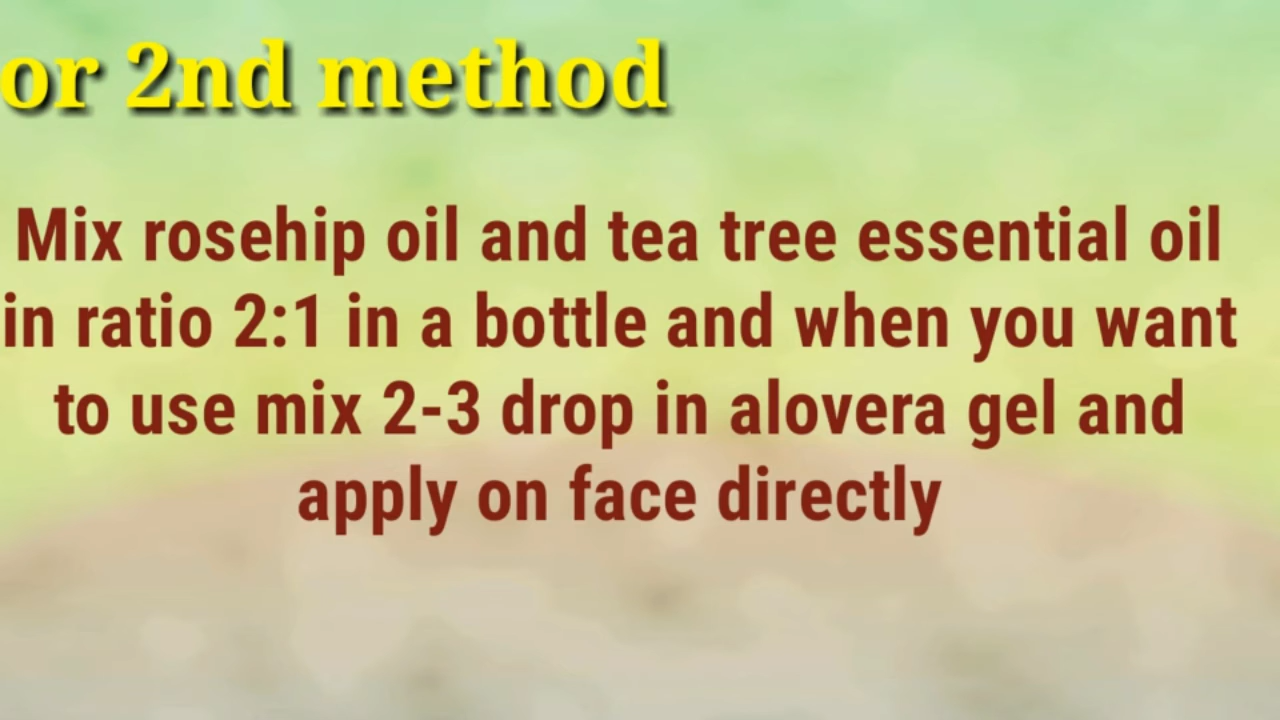 or 2nd method
Mix rosehip oil and tea tree essential oil
in ratio 2:1 in a bottle and when you want
to use mix 2-3 drop in alovera gel and
apply on face directly